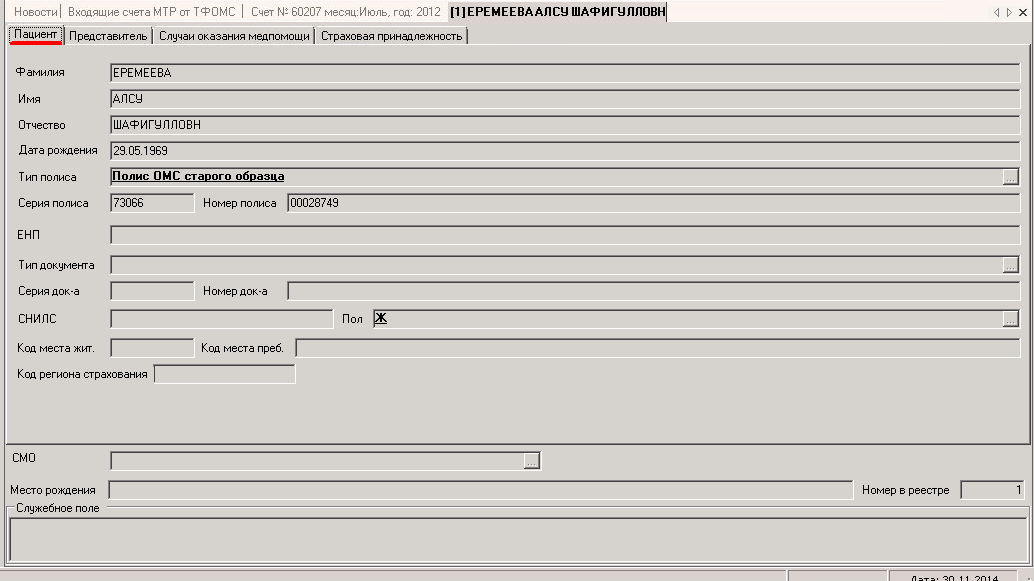 Новости Входящие счета МТР от ТФОМС Счет № 60207 месяц:Июль, год: 2012 [1]ЕРЕМЕЕВА АЛСУ ШАФИГУЛЛОВН
Пациент Представитель Случаи оказания медпомощи Страховая принадлежность
Фамилия ЕРЕМЕЕВА
Имя АЛСУ
Отчество ШАФИГУЛЛОВН
Дата рождения 29.05.1969
Тип полиса Полис ОМС старого образца ...
Серия полиса 73066 Номер полиса 00028749
ЕНП
Тип документа ...
Серия док-а Номер док-а
СНИЛС Пол Ж ...
Код места жит. Код места преб.
Код региона страхования
СМО ...
Место рождения Номер в реестре 1
Служебное поле
Дата: 30.11.2014